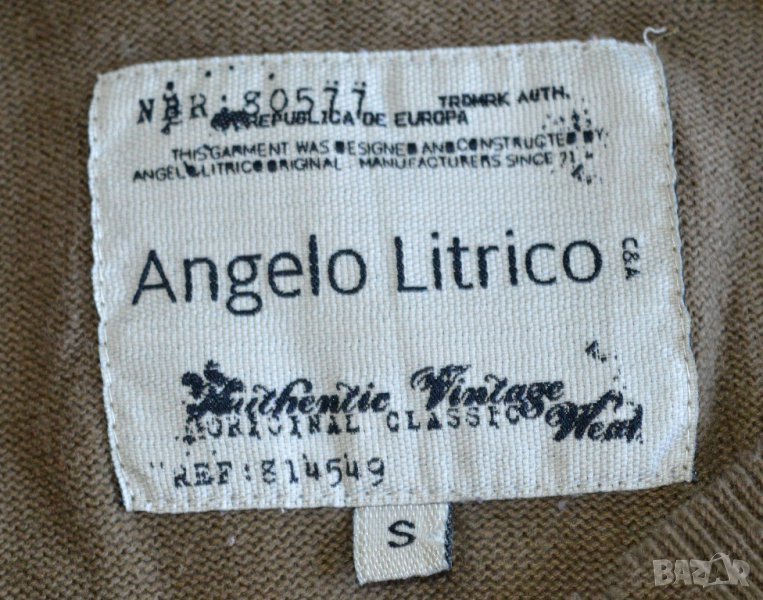 NBR:80577
TRDMRK AUTH.
REPUBLICA DE EUROPA
THIS GARMENT WAS DESIGNED AND CONSTRUCTED BY
ANGELO LITRICO ORIGINAL MANUFACTURERS SINCE 71
Angelo Litrico
C&A
Authentic Vintage
ORIGINAL CLASSIC Wear
REF:814549
S
BAZAR